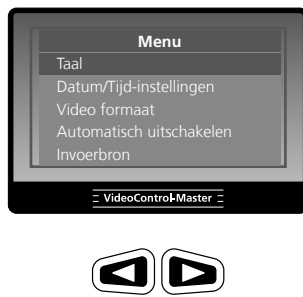 Menu
Taal
Datum/Tijd-instellingen
Video formaat
Automatisch uitschakelen
Invoerbron
VideoControl-Master